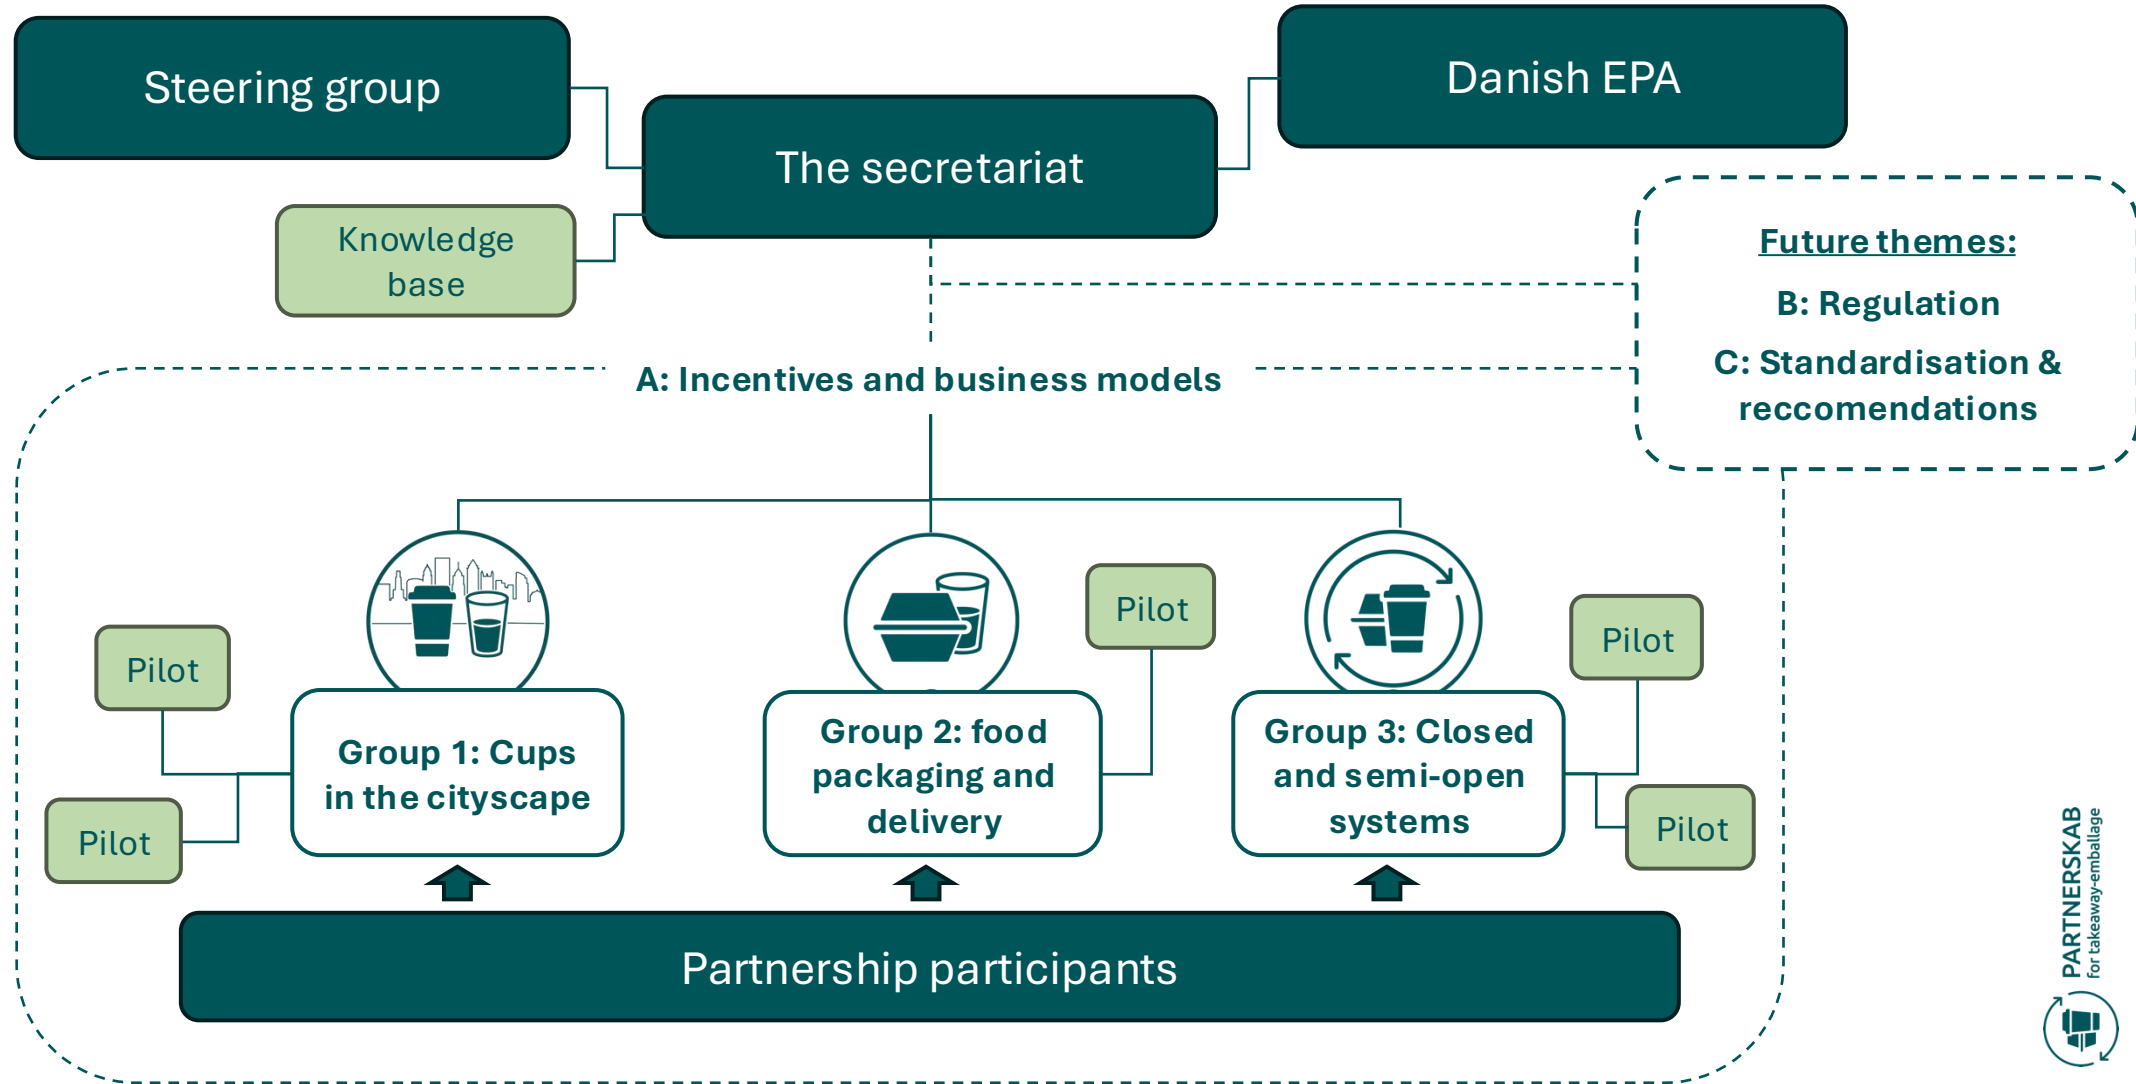 Steering group
Danish EPA
The secretariat
Knowledge
base
Future themes:
B: Regulation
C: Standardisation &
reccomendations
A: Incentives and business models
Pilot
Pilot
Pilot
Pilot
Pilot
Group 1: Cups
in the cityscape
Group 2: food
packaging and
delivery
Group 3: Closed
and semi-open
systems
Partnership participants
PARTNERSKAB
for takeaway-emballage